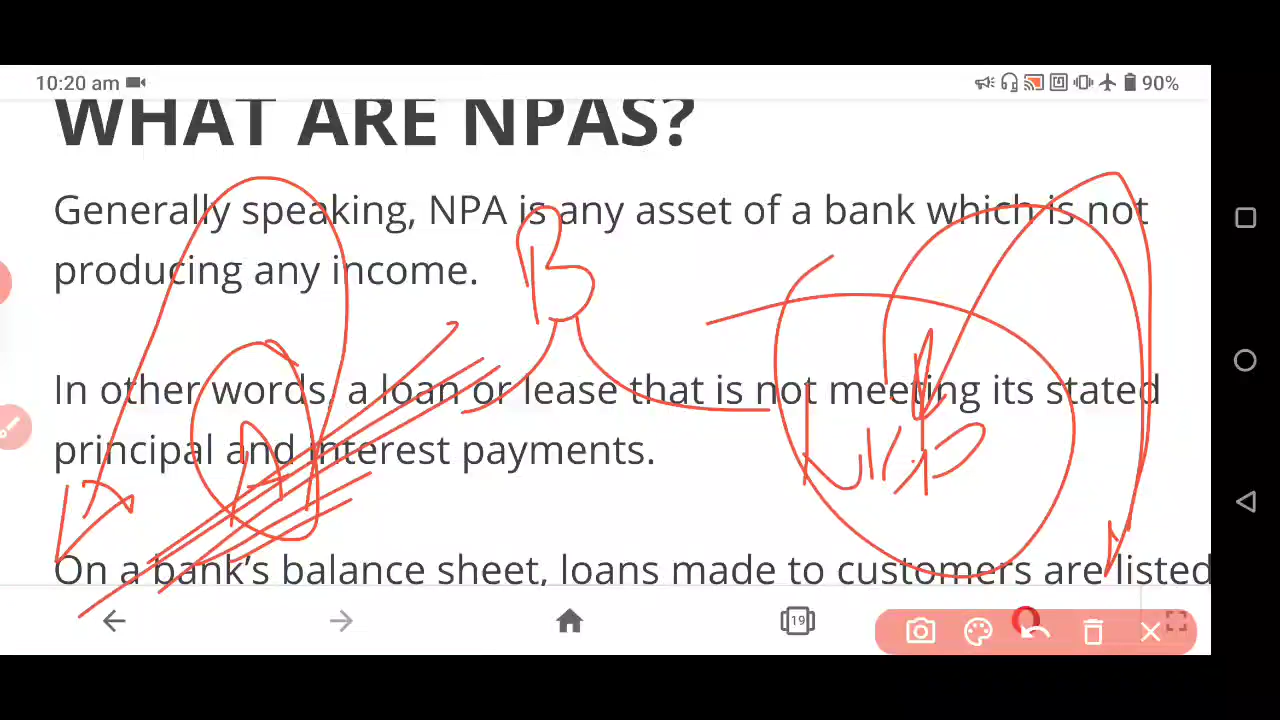 10:20 am 90%
WHAT ARE NPAS?
Generally speaking, NPA is any asset of a bank which is not
producing any income.
B
In other words, a loan or lease that is not meeting its stated
principal and interest payments.
A
On a bank's balance sheet, loans made to customers are listed
19